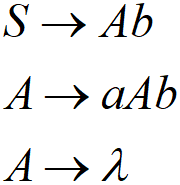 S → Ab
A → aAb
A → λ